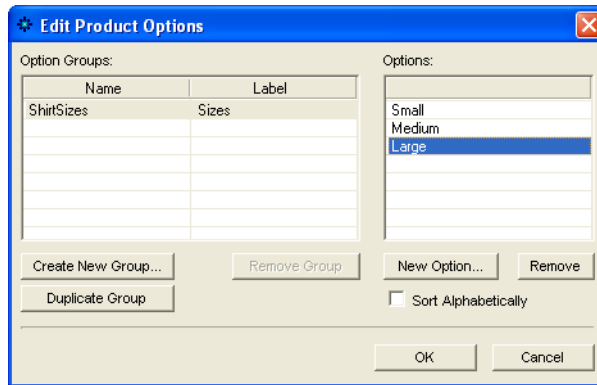 Edit Product Options
Option Groups:
Options:
Name Label
ShirtSizes Sizes
Small
Medium
Large
Create New Group... Remove Group New Option... Remove
Duplicate Group
Sort Alphabetically
OK Cancel